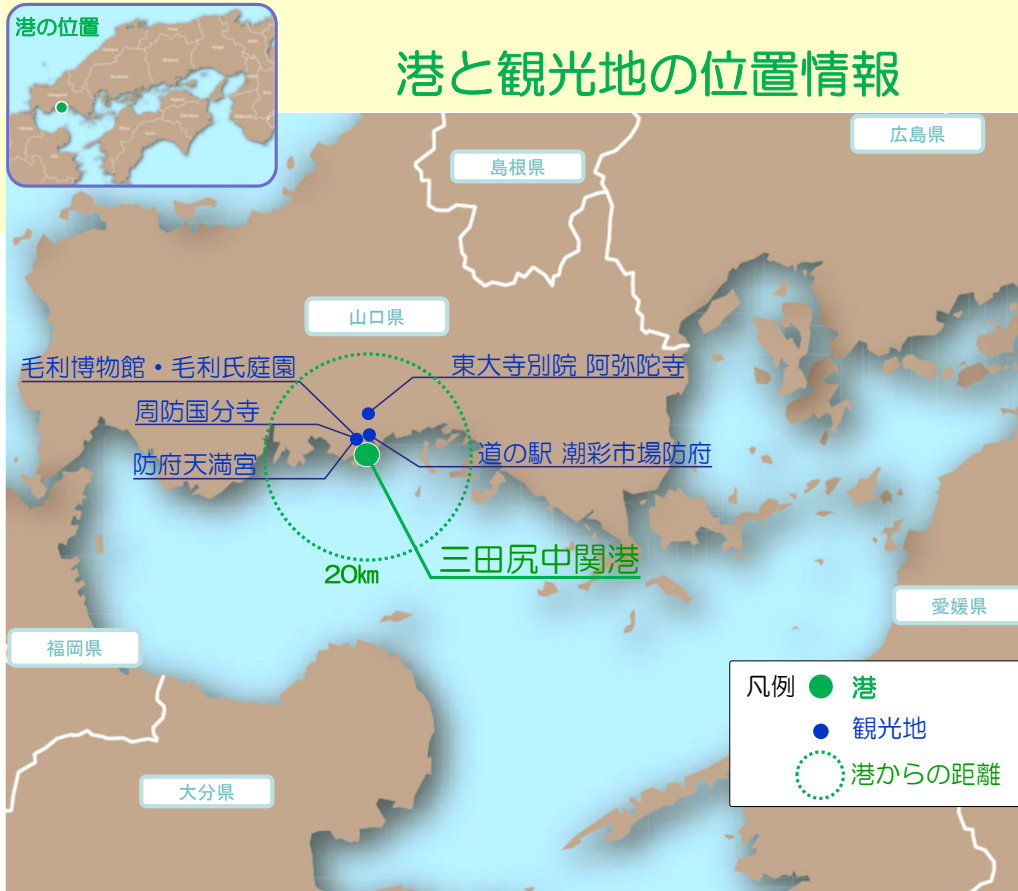 港の位置
港と観光地の位置情報
広島県
島根県
山口県
毛利博物館・毛利氏庭園
東大寺別院 阿弥陀寺
周防国分寺
防府天満宮
道の駅 潮彩市場防府
三田尻中関港
20km
愛媛県
福岡県
大分県
凡例
港
観光地
港からの距離